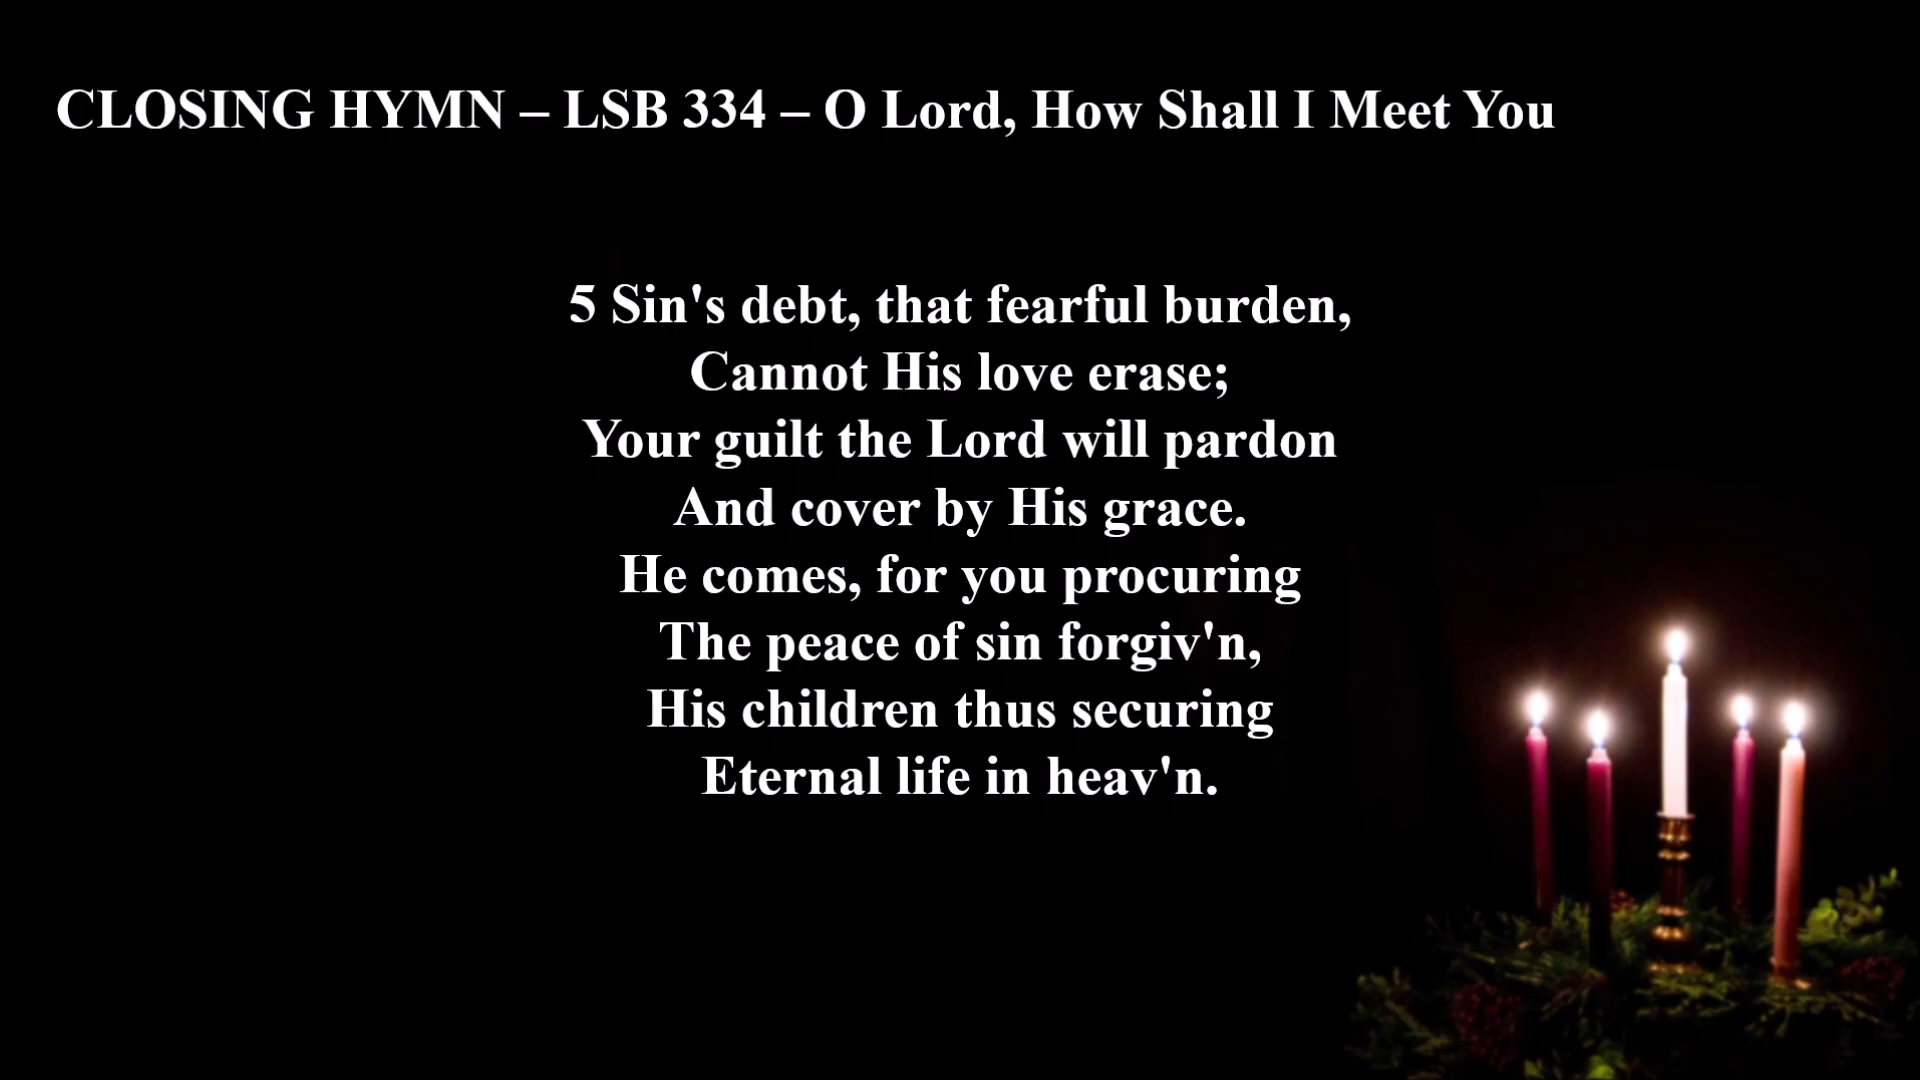 CLOSING HYMN – LSB 334 – O Lord, How Shall I Meet You
5 Sin's debt, that fearful burden,
Cannot His love erase;
Your guilt the Lord will pardon
And cover by His grace.
He comes, for you procuring
The peace of sin forgiv'n,
His children thus securing
Eternal life in heav'n.